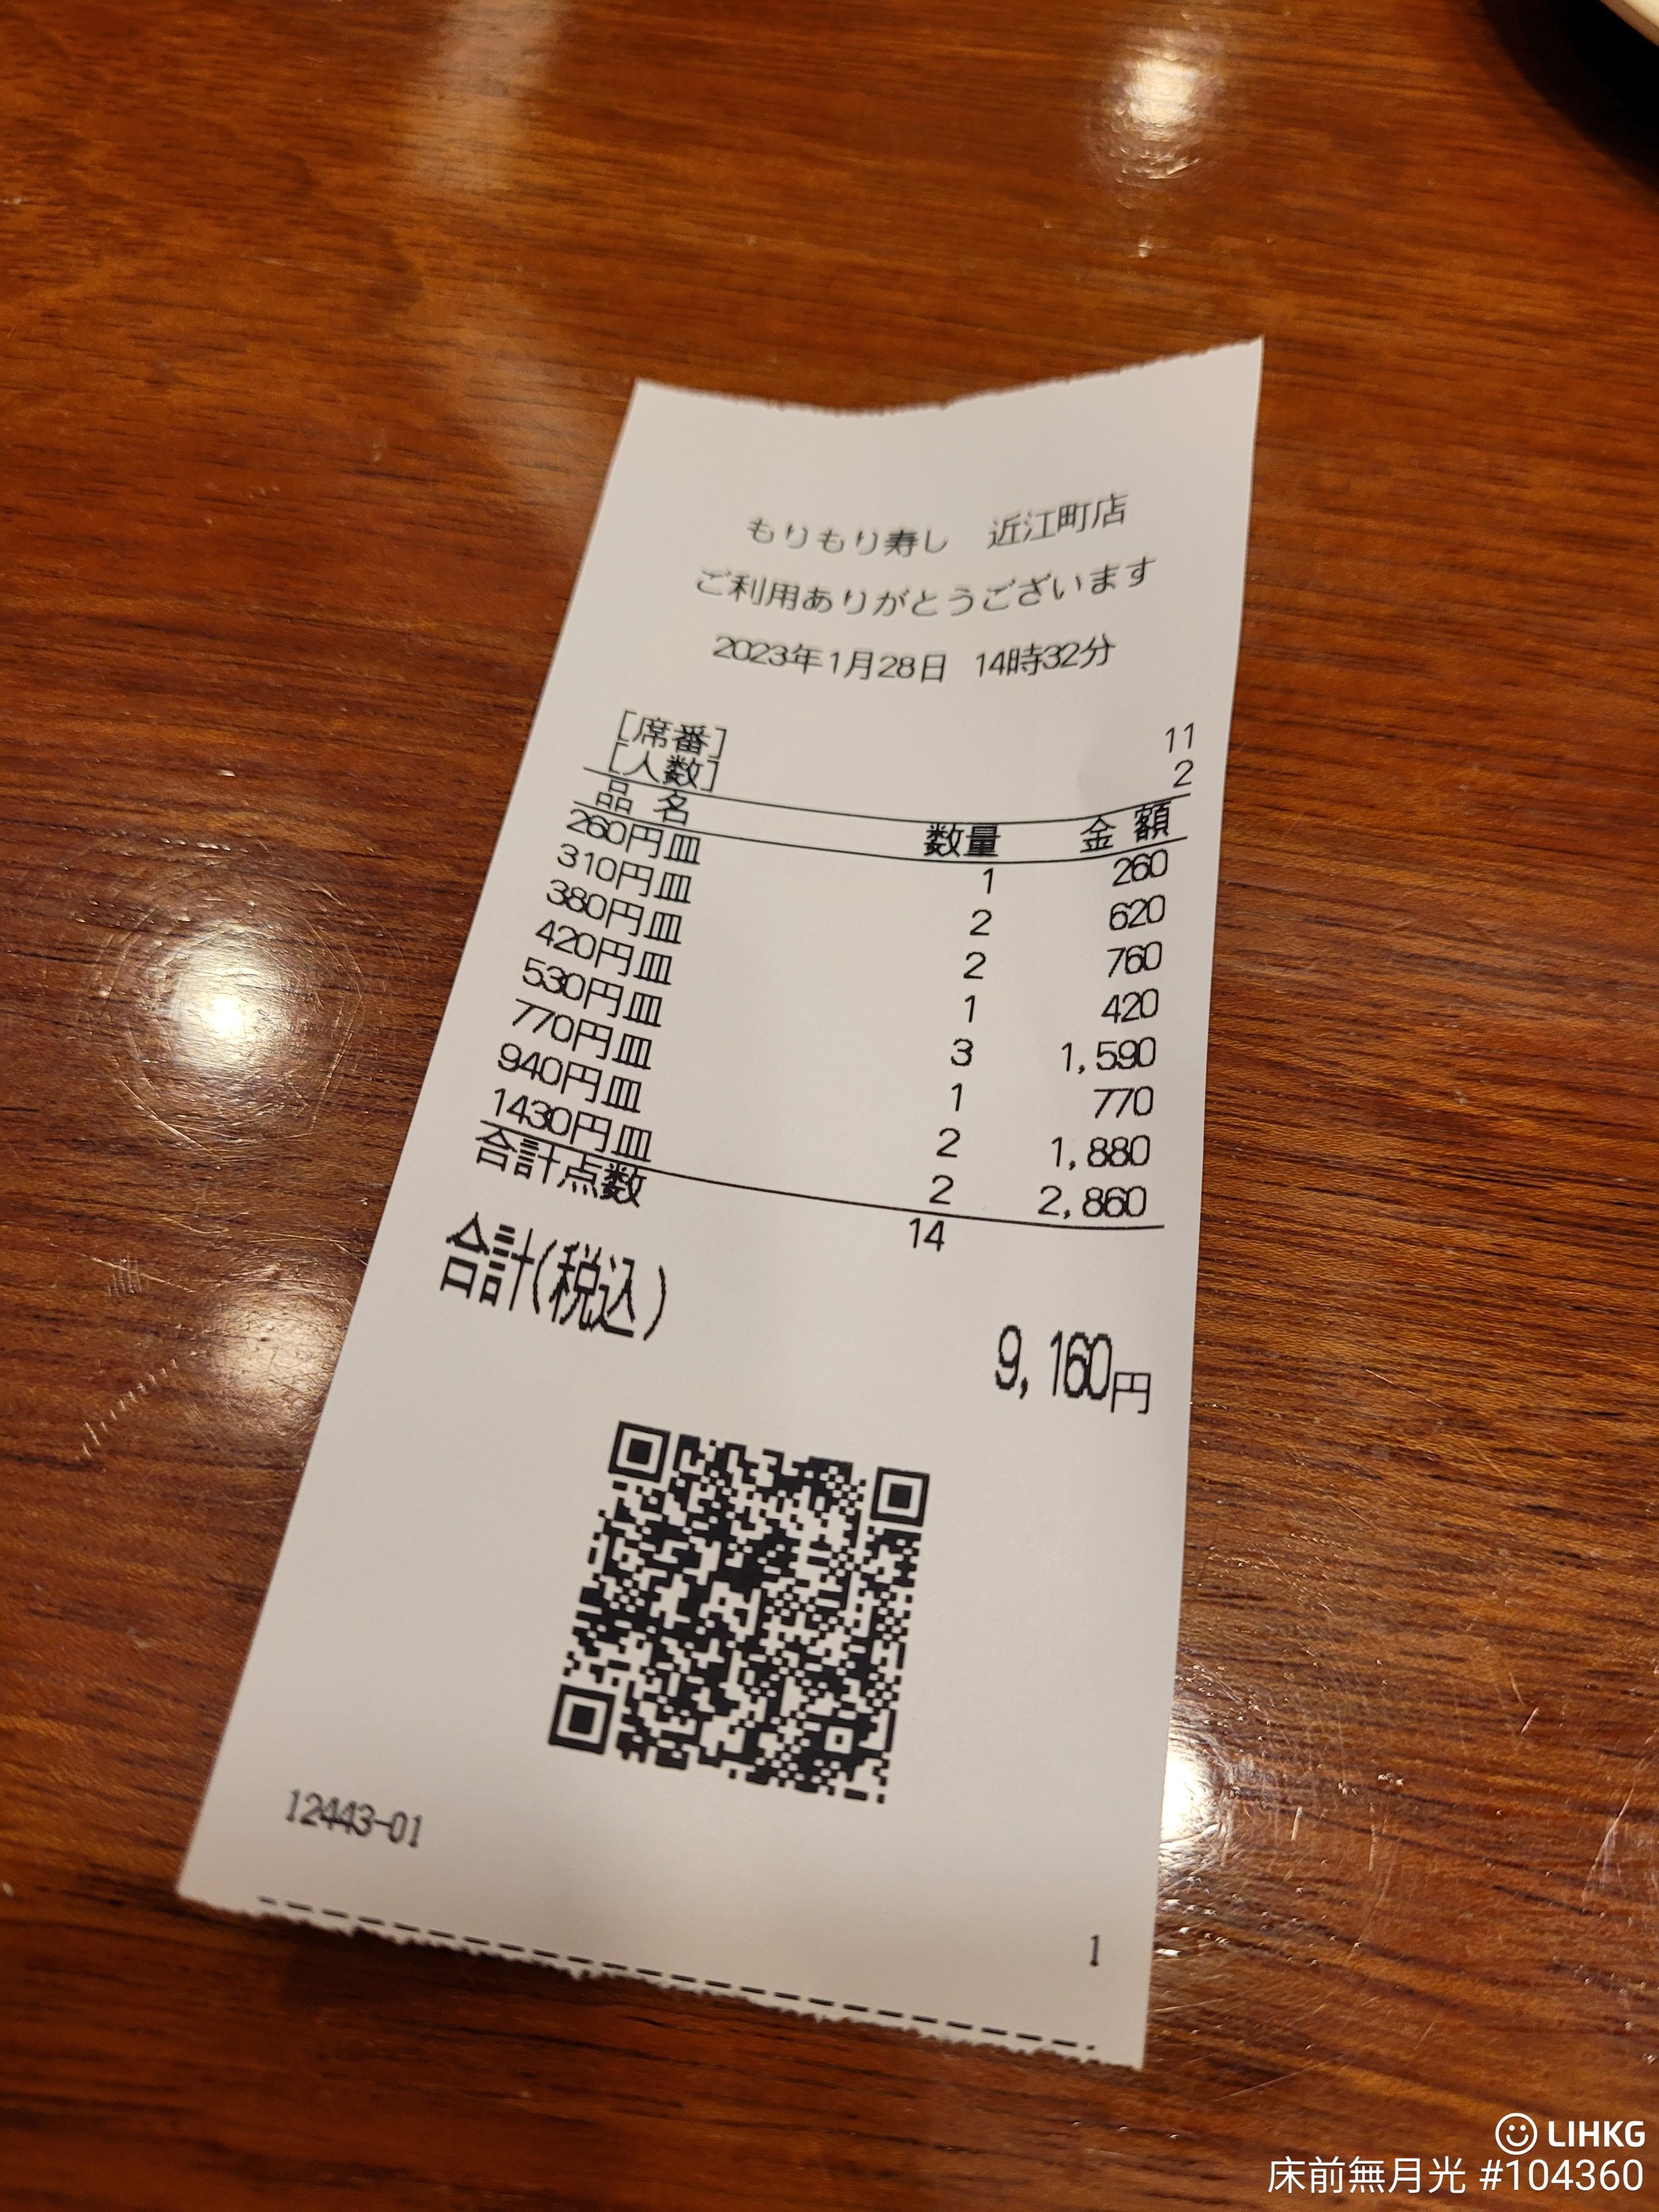 もりもり寿し 近江町店
ご利用ありがとうございます
2023年1月28日 14時32分
[席番] 11
[人数] 2
品名 数量 金額
260円皿 1 260
310円皿 2 620
380円皿 2 760
420円皿 1 420
530円皿 3 1,590
770円皿 1 770
940円皿 2 1,880
1430円皿 2 2,860
合計点数 14
合計(税込) 9,160円
12443-01
1
LIHKG
床前無月光 #104360